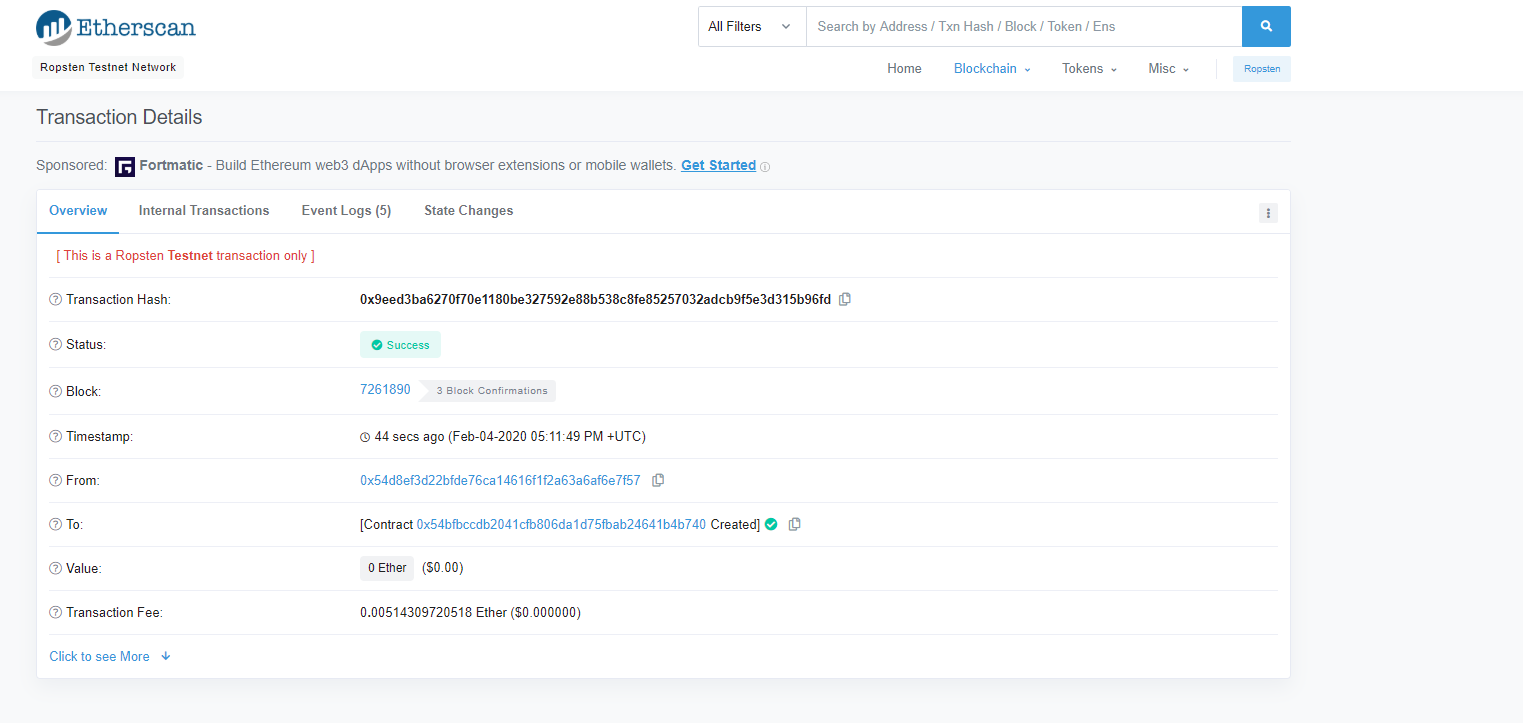 Etherscan
All Filters Search by Address / Txn Hash / Block / Token / Ens
Ropsten Testnet Network
Home Blockchain Tokens Misc Ropsten
Transaction Details
Sponsored: Fortmatic - Build Ethereum web3 dApps without browser extensions or mobile wallets. Get Started
Overview Internal Transactions Event Logs (5) State Changes
[ This is a Ropsten Testnet transaction only ]
Transaction Hash: 0x9eed3ba6270f70e1180be327592e88b538c8fe85257032adcb9f5e3d315b96fd
Status: Success
Block: 7261890 3 Block Confirmations
Timestamp: 44 secs ago (Feb-04-2020 05:11:49 PM +UTC)
From: 0x54d8ef3d22bfde76ca14616f1f2a63a6af6e7f57
To: [Contract 0x54bfbccdb2041cfb806da1d75fbab24641b4b740 Created]
Value: 0 Ether ($0.00)
Transaction Fee: 0.00514309720518 Ether ($0.000000)
Click to see More